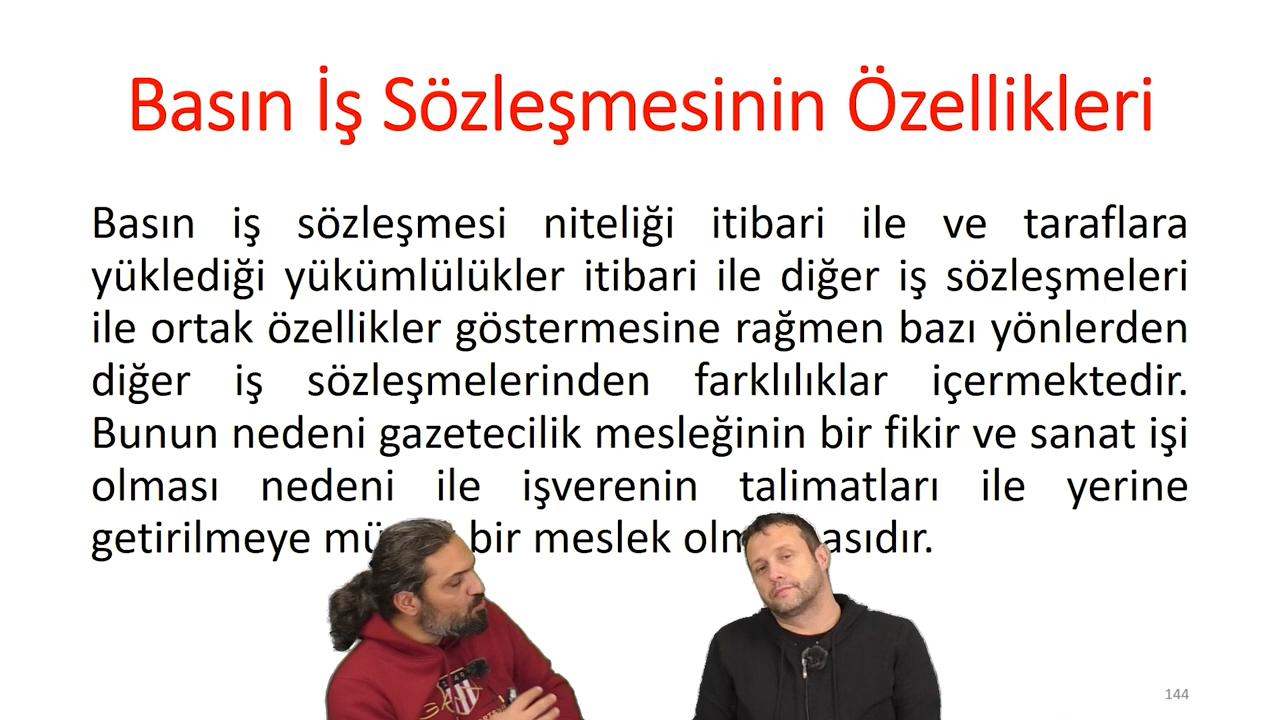 Basın İş Sözleşmesinin Özellikleri
Basın iş sözleşmesi niteliği itibari ile ve taraflara
yüklediği yükümlülükler itibari ile diğer iş sözleşmeleri
ile ortak özellikler göstermesine rağmen bazı yönlerden
diğer iş sözleşmelerinden farklılıklar içermektedir.
Bunun nedeni gazetecilik mesleğinin bir fikir ve sanat işi
olması nedeni ile işverenin talimatları ile yerine
getirilmeye bir meslek
144